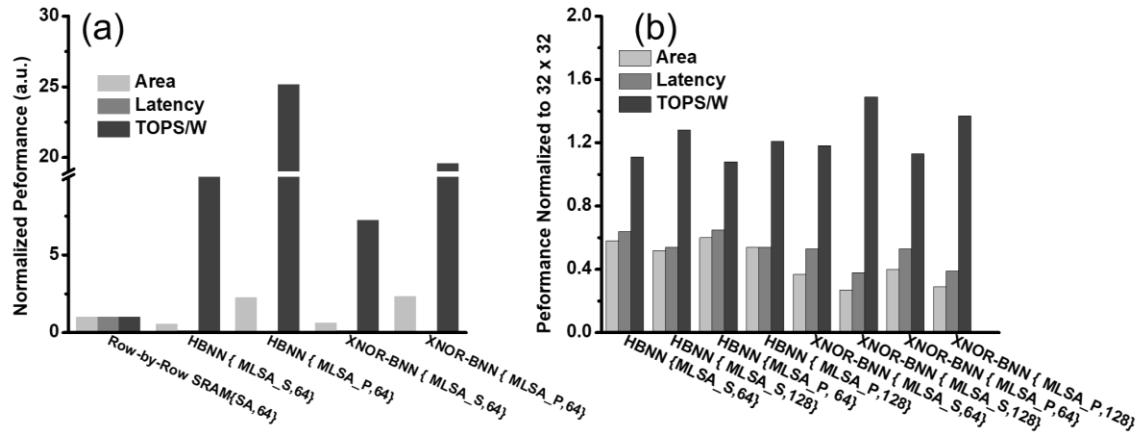 (a)
Normalized Peformance (a.u.)
30
25
20
5
0
Area
Latency
TOPS/W
Row-by-Row SRAM{SA,64}
HBNN { MLSA_S,64}
HBNN { MLSA_P,64}
XNOR-BNN { MLSA_S,64}
XNOR-BNN { MLSA_P,64}
(b)
Peformance Normalized to 32 x 32
2.0
1.6
1.2
0.8
0.4
0.0
Area
Latency
TOPS/W
HBNN {MLSA_S,64}
HBNN { MLSA_S,128}
HBNN { MLSA_P, 64}
HBNN { MLSA_P,128}
XNOR-BNN { MLSA_S,64}
XNOR-BNN { MLSA_S,128}
XNOR-BNN { MLSA_P,64}
XNOR-BNN { MLSA_P,128}